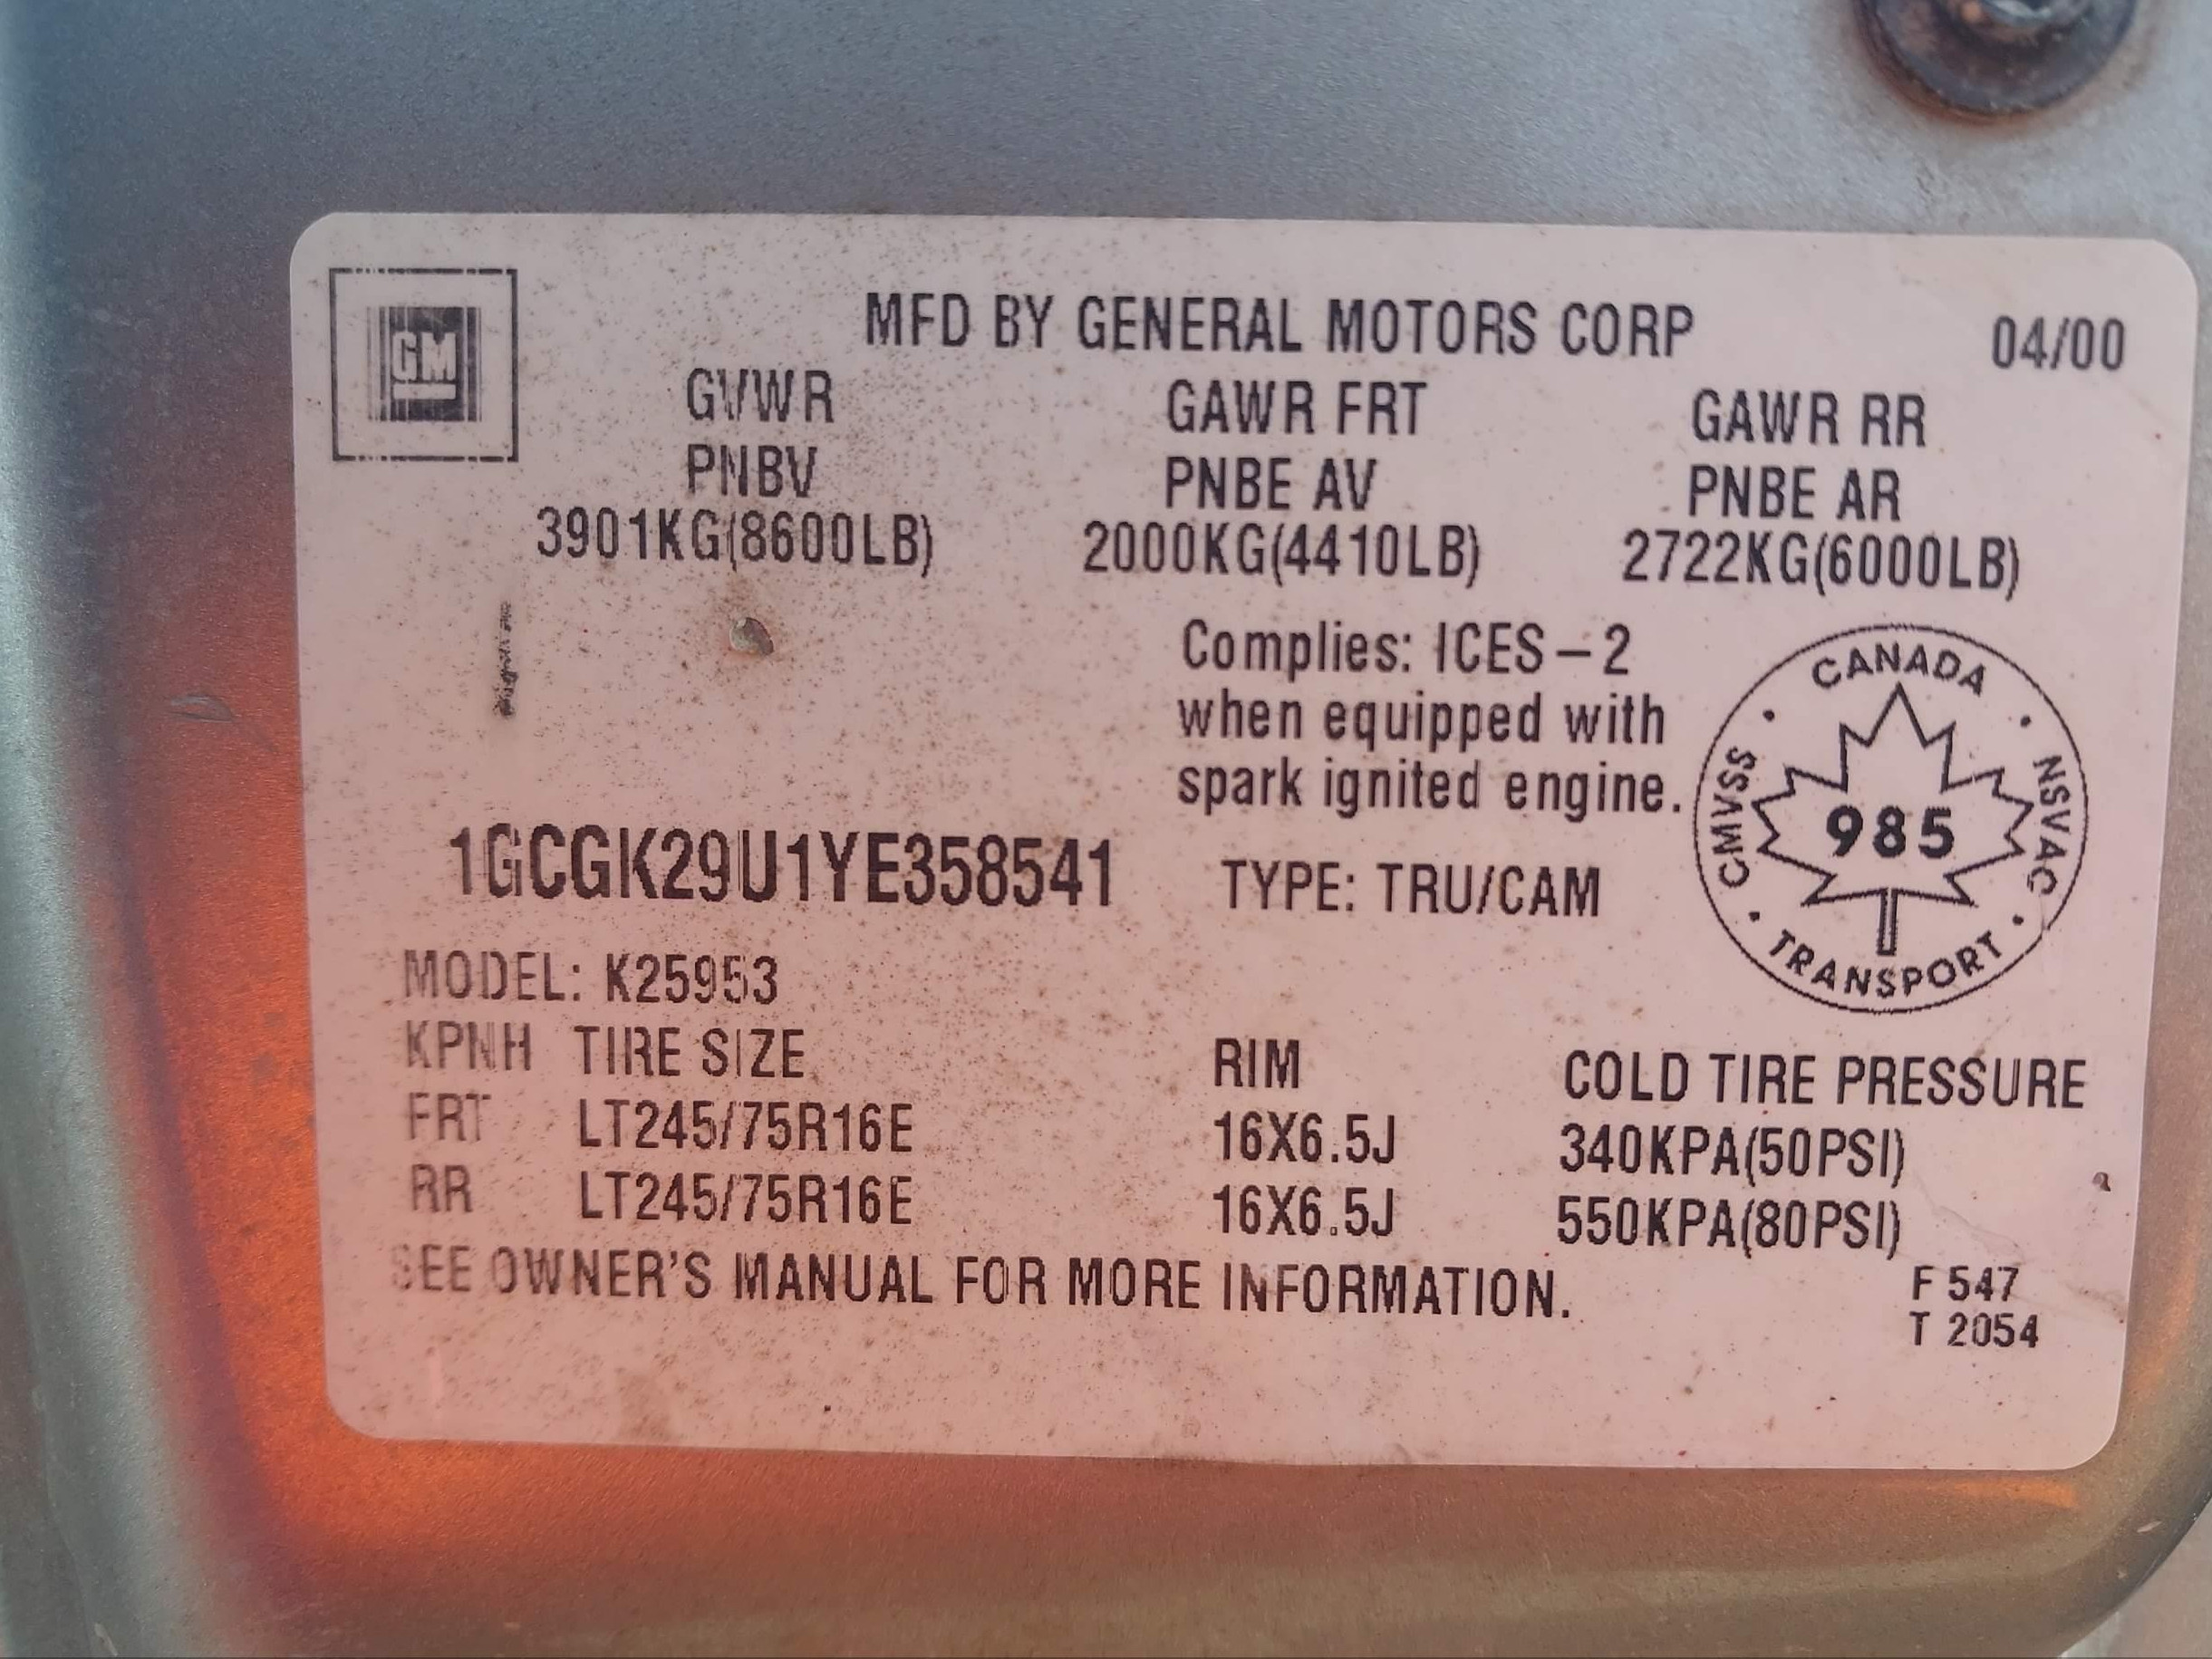 GM
MFD BY GENERAL MOTORS CORP 04/00
GVWR GAWR FRT GAWR RR
PNBV PNBE AV PNBE AR
3901KG(8600LB) 2000KG(4410LB) 2722KG(6000LB)
Complies: ICES-2
when equipped with
spark ignited engine.
CANADA
CMVSS 985 NSVAC
TRANSPORT
1GCGK29U1YE358541 TYPE: TRU/CAM
MODEL: K25953
KPNH TIRE SIZE RIM COLD TIRE PRESSURE
FRT LT245/75R16E 16X6.5J 340KPA(50PSI)
RR LT245/75R16E 16X6.5J 550KPA(80PSI)
SEE OWNER'S MANUAL FOR MORE INFORMATION.
F 547
T 2054